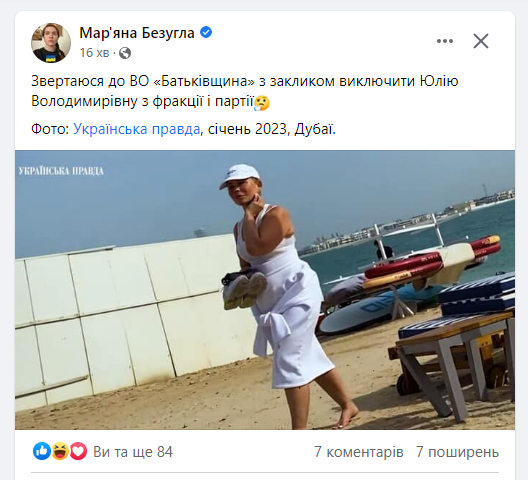 Мар'яна Безугла
16 хв ·
Звертаюся до ВО «Батьківщина» з закликом виключити Юлію
Володимирівну з фракції і партії
Фото: Українська правда, січень 2023, Дубаї.
УКРАЇНСЬКА ПРАВДА
Ви та ще 84
7 коментарів 7 поширень